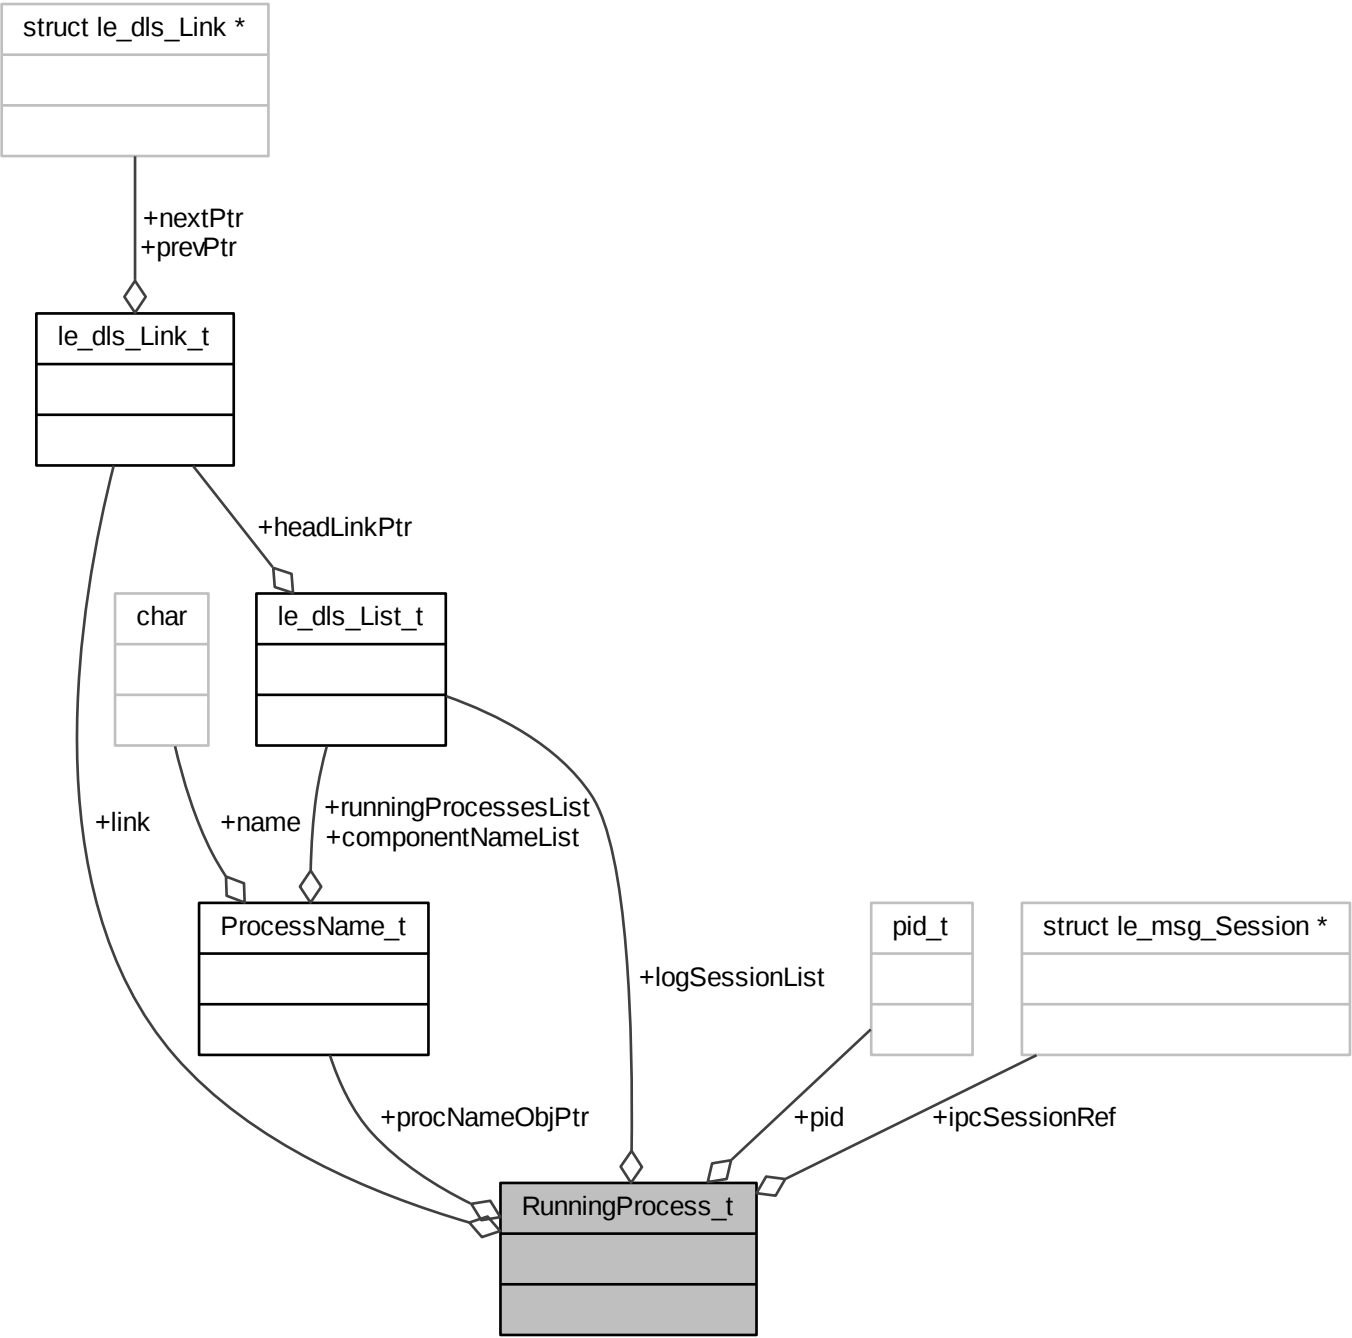 struct le_dls_Link *
+nextPtr
+prevPtr
le_dls_Link_t
+headLinkPtr
char
le_dls_List_t
+link
+name
+runningProcessesList
+componentNameList
ProcessName_t
+logSessionList
pid_t
struct le_msg_Session *
+procNameObjPtr
+pid
+ipcSessionRef
RunningProcess_t